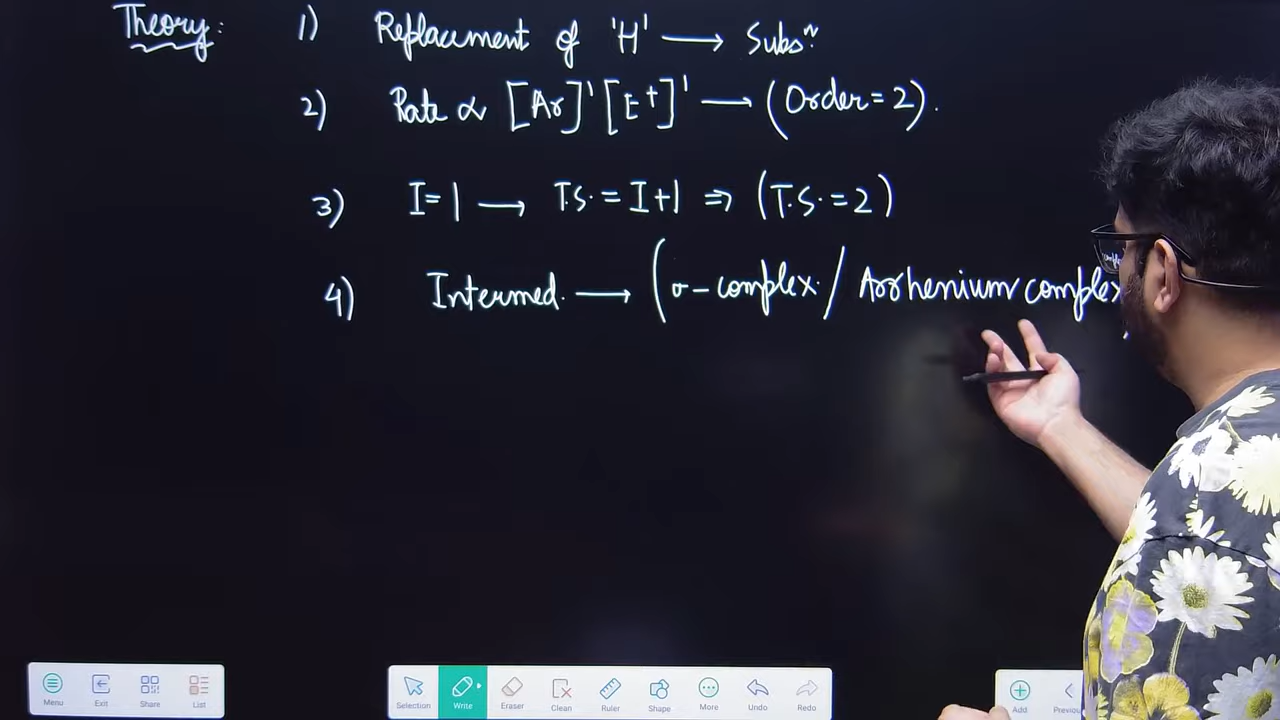 Theory: 1) Replacement of 'H' → Subsⁿ.
2) Rate ∝ [Ar]¹ [E⁺]¹ → (Order = 2).
3) I = 1 → T.S. = I+1 ⇒ (T.S. = 2)
4) Intermed. → (σ - complex. / Arrhenium complex)
Menu Exit Share List Selection Write Eraser Clean Ruler Shape More Undo Redo Add Previou